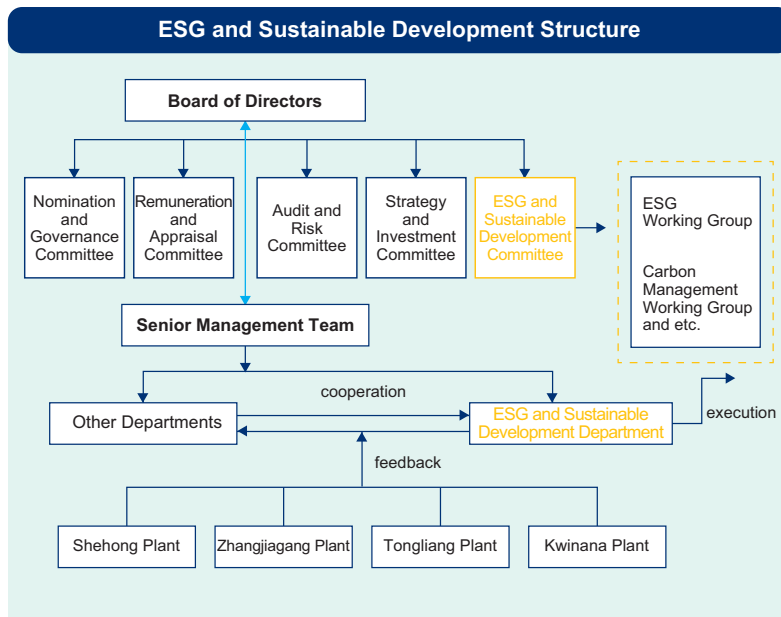 ESG and Sustainable Development Structure
Board of Directors
Nomination
and
Governance
Committee
Remuneration
and
Appraisal
Committee
Audit and
Risk
Committee
Strategy
and
Investment
Committee
ESG and
Sustainable
Development
Committee
ESG
Working Group
Carbon
Management
Working Group
and etc.
Senior Management Team
cooperation
Other Departments
ESG and Sustainable
Development Department
execution
feedback
Shehong Plant
Zhangjiagang Plant
Tongliang Plant
Kwinana Plant